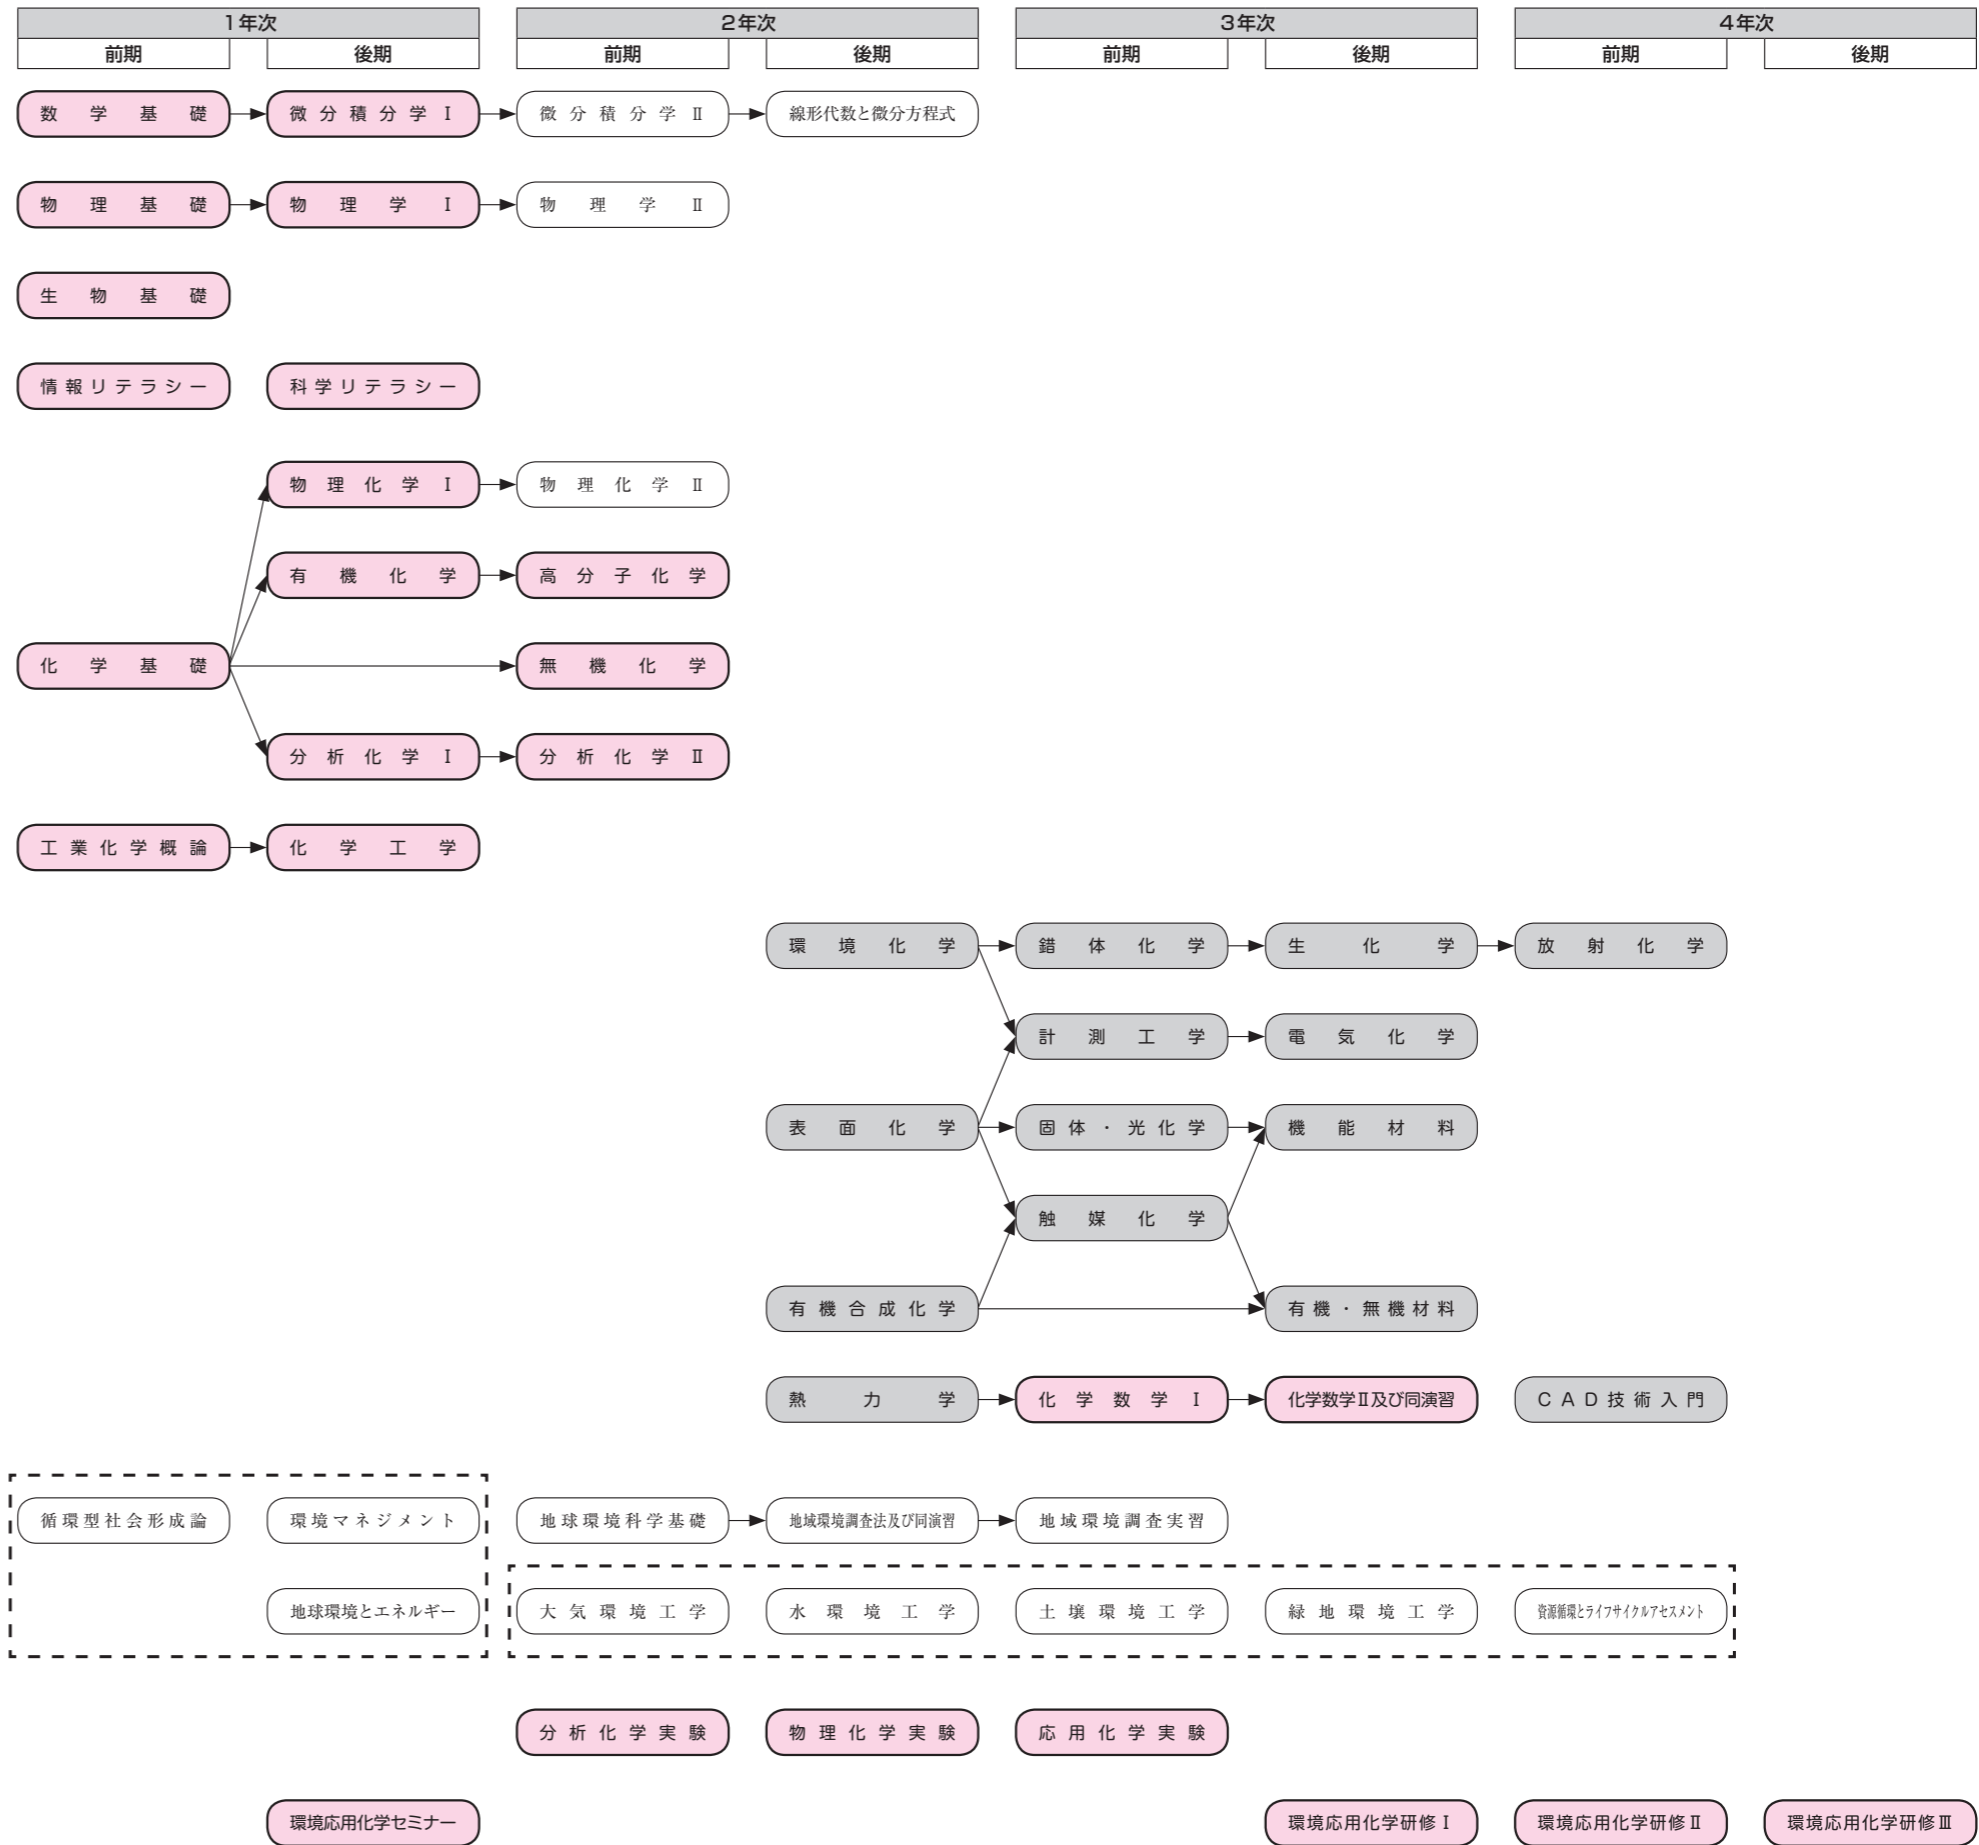 1年次 2年次 3年次 4年次
前期 後期 前期 後期 前期 後期 前期 後期
数学基礎 微分積分学Ⅰ 微分積分学Ⅱ 線形代数と微分方程式
物理基礎 物理学Ⅰ 物理学Ⅱ
生物基礎
情報リテラシー 科学リテラシー
物理化学Ⅰ 物理化学Ⅱ
有機化学 高分子化学
化学基礎 無機化学
分析化学Ⅰ 分析化学Ⅱ
工業化学概論 化学工学
環境化学 錯体化学 生化学 放射化学
計測工学 電気化学
表面化学 固体・光化学 機能材料
触媒化学
有機合成化学 有機・無機材料
熱力学 化学数学Ⅰ 化学数学Ⅱ及び同演習 CAD技術入門
循環型社会形成論 環境マネジメント 地球環境科学基礎 地域環境調査法及び同演習 地域環境調査実習
地球環境とエネルギー 大気環境工学 水環境工学 土壌環境工学 緑地環境工学 資源循環とライフサイクルアセスメント
分析化学実験 物理化学実験 応用化学実験
環境応用化学セミナー 環境応用化学研修Ⅰ 環境応用化学研修Ⅱ 環境応用化学研修Ⅲ